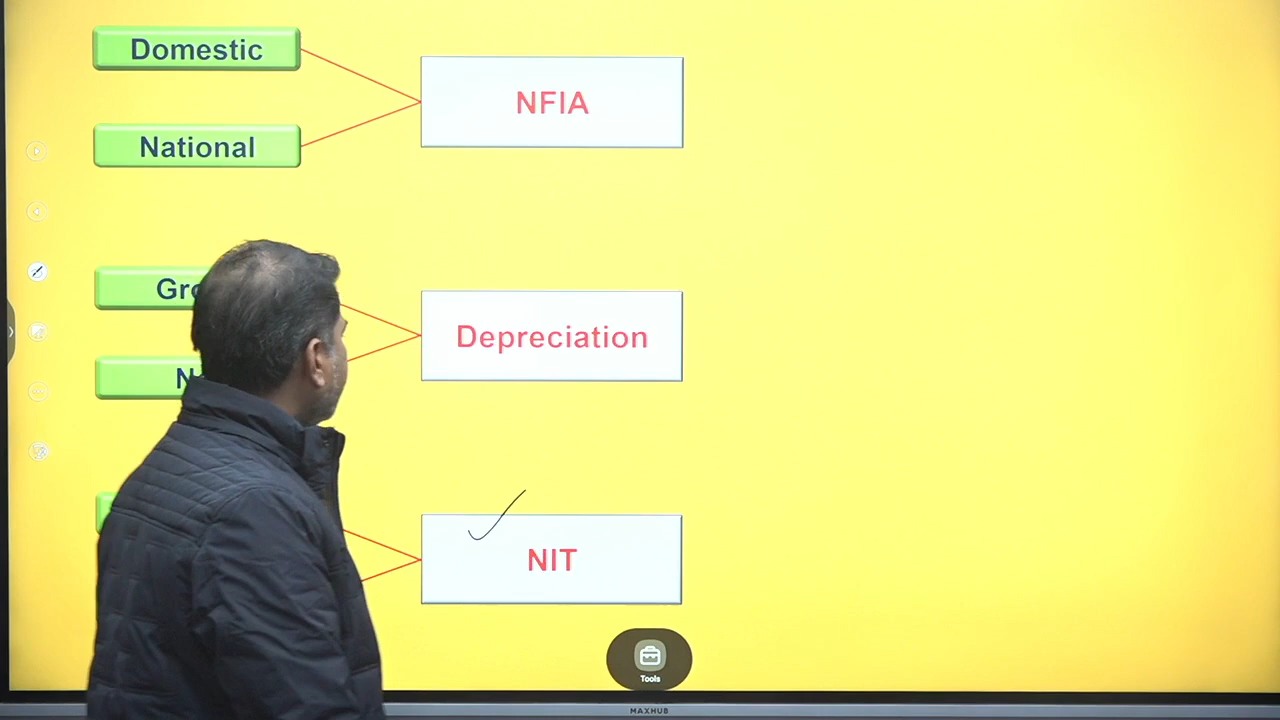 Domestic
NFIA
National
Depreciation
NIT
Tools
MAXHUB